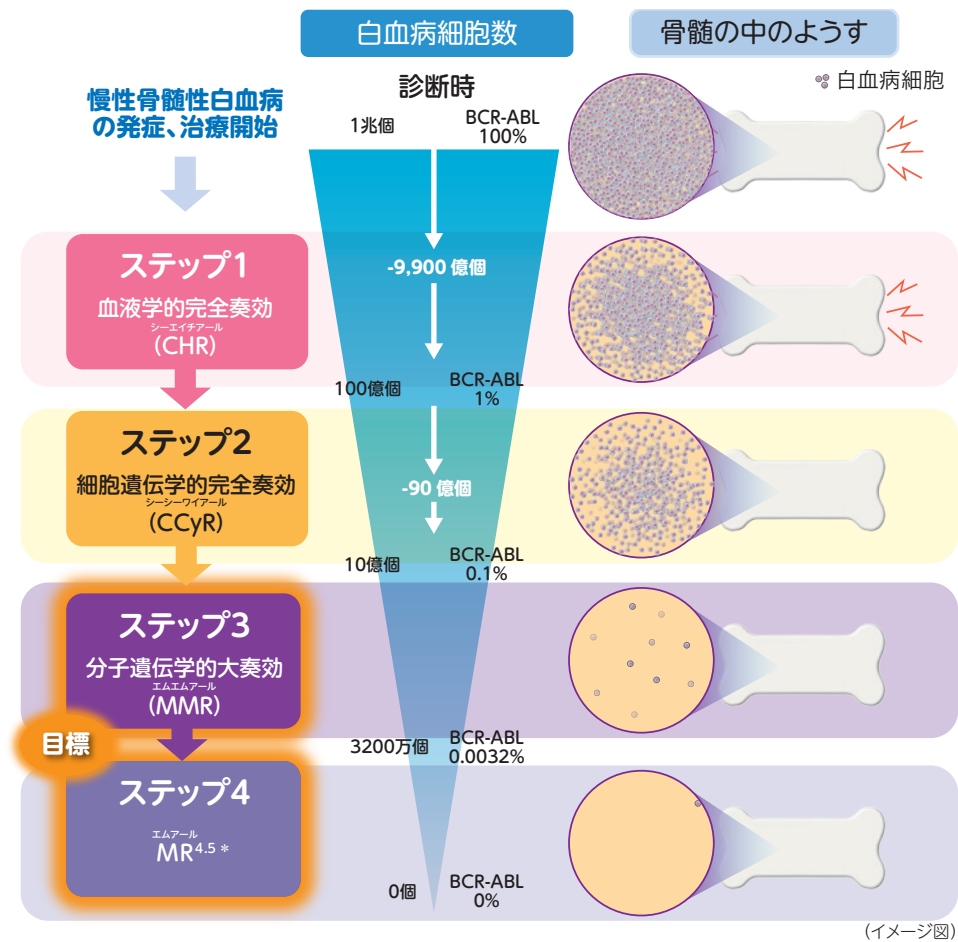 白血病細胞数
骨髄の中のようす
白血病細胞
診断時
慢性骨髄性白血病
の発症、治療開始
1兆個
BCR-ABL
100%
ステップ1
血液学的完全奏効
シーエイチアール
(CHR)
-9,900 億個
100億個
BCR-ABL
1%
ステップ2
細胞遺伝学的完全奏効
シーシーワイアール
(CCyR)
-90 億個
10億個
BCR-ABL
0.1%
ステップ3
分子遺伝学的大奏効
エムエムアール
(MMR)
目標
3200万個
BCR-ABL
0.0032%
ステップ4
エムアール
MR4.5 *
0個
BCR-ABL
0%
(イメージ図)